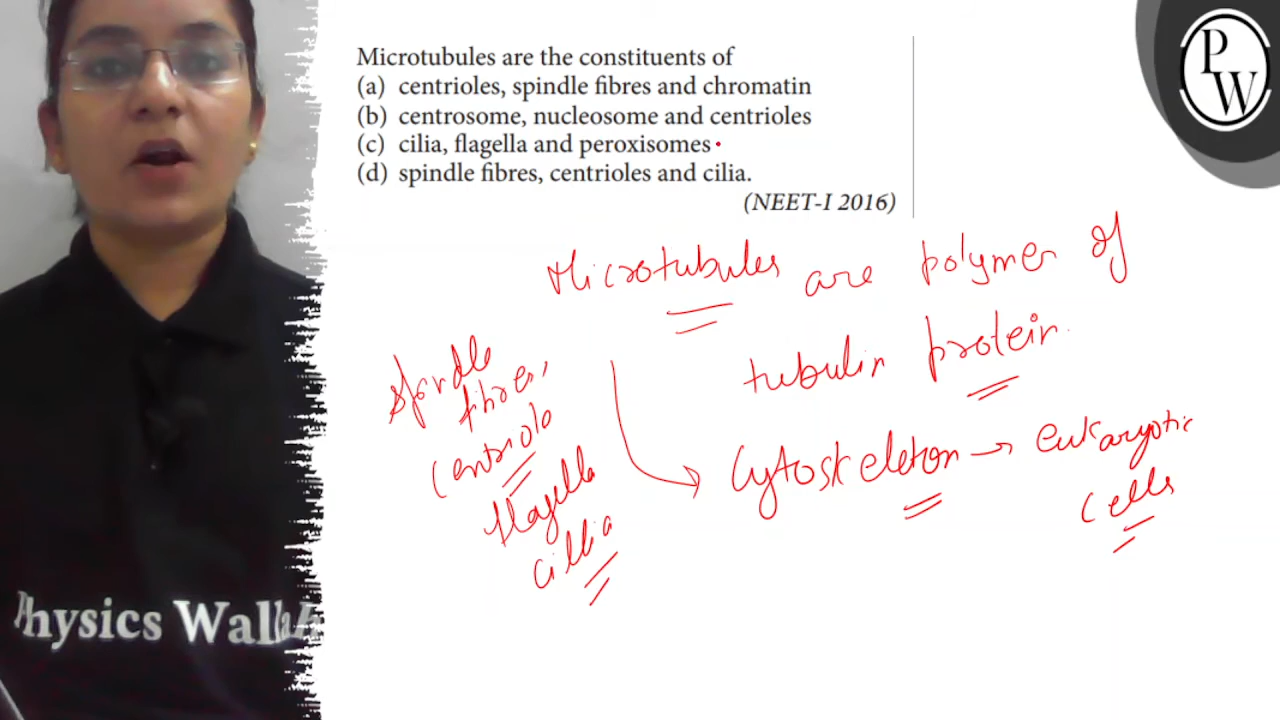 Microtubules are the constituents of
(a) centrioles, spindle fibres and chromatin
(b) centrosome, nucleosome and centrioles
(c) cilia, flagella and peroxisomes
(d) spindle fibres, centrioles and cilia.
(NEET-I 2016)
PW
Microtubules are polymer of
tubulin protein.
Cytoskeleton → eukaryotic
cells
Spindle
fibres,
centriole
flagella
cillia
Physics Wallah